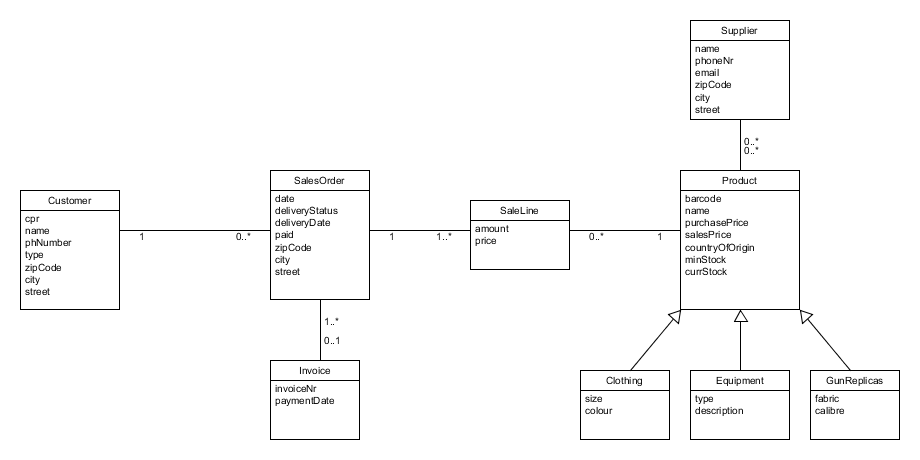 Supplier
name
phoneNr
email
zipCode
city
street
0..*
0..*
Customer
cpr
name
phNumber
type
zipCode
city
street
1
0..*
SalesOrder
date
deliveryStatus
deliveryDate
paid
zipCode
city
street
1
1..*
SaleLine
amount
price
0..*
1
Product
barcode
name
purchasePrice
salesPrice
countryOfOrigin
minStock
currStock
1..*
0..1
Invoice
invoiceNr
paymentDate
Clothing
size
colour
Equipment
type
description
GunReplicas
fabric
calibre